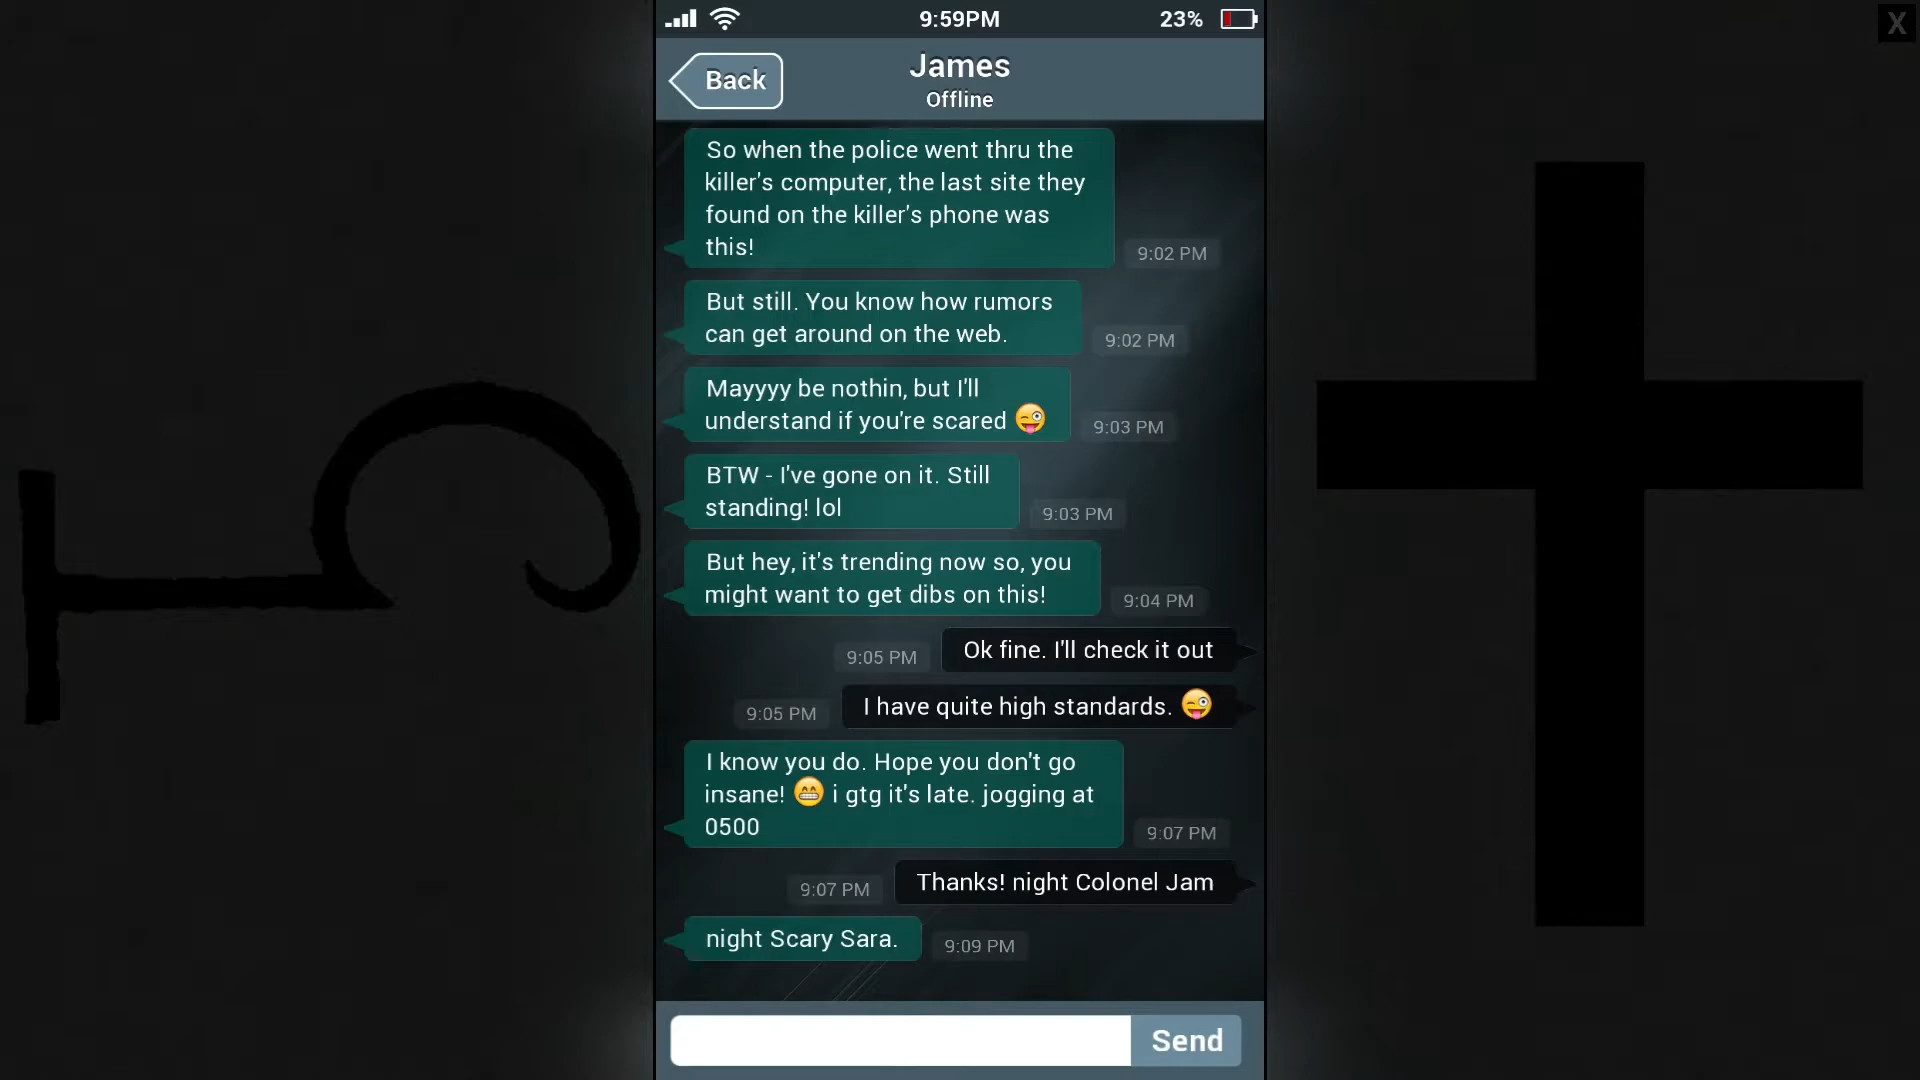 9:59PM
23%
X
Back
James
Offline
So when the police went thru the
killer's computer, the last site they
found on the killer's phone was
this!
9:02 PM
But still. You know how rumors
can get around on the web.
9:02 PM
Mayyyy be nothin, but I'll
understand if you're scared 😜
9:03 PM
BTW - I've gone on it. Still
standing! lol
9:03 PM
But hey, it's trending now so, you
might want to get dibs on this!
9:04 PM
9:05 PM Ok fine. I'll check it out
9:05 PM I have quite high standards. 😜
I know you do. Hope you don't go
insane! 😁 i gtg it's late. jogging at
0500
9:07 PM
9:07 PM Thanks! night Colonel Jam
night Scary Sara.
9:09 PM
Send